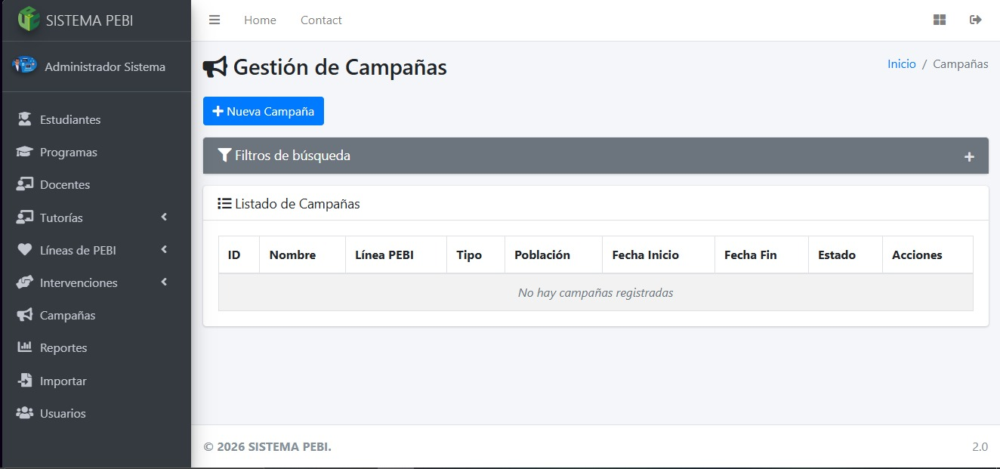 SISTEMA PEBI
Home Contact
Administrador Sistema
Estudiantes
Programas
Docentes
Tutorías
Líneas de PEBI
Intervenciones
Campañas
Reportes
Importar
Usuarios
Gestión de Campañas
Inicio / Campañas
+ Nueva Campaña
Filtros de búsqueda +
Listado de Campañas
ID Nombre Línea PEBI Tipo Población Fecha Inicio Fecha Fin Estado Acciones
No hay campañas registradas
© 2026 SISTEMA PEBI. 2.0